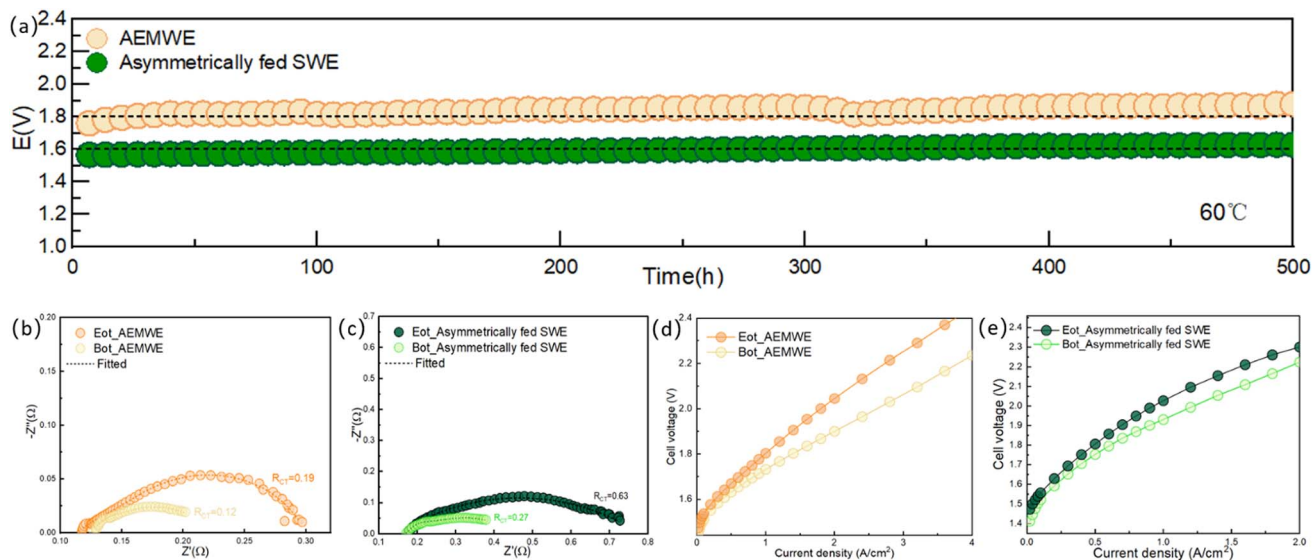 (a)
AEMWE
Asymmetrically fed SWE
E(V)
2.4
2.2
2.0
1.8
1.6
1.4
1.2
1.0
60℃
0
100
200
300
400
500
Time(h)
(b)
Eot_AEMWE
Bot_AEMWE
Fitted
-Z''(Ω)
0.20
0.15
0.10
0.05
0.00
R_CT=0.19
R_CT=0.12
0.10
0.15
0.20
0.25
0.30
Z'(Ω)
(c)
Eot_Asymmetrically fed SWE
Bot_Asymmetrically fed SWE
Fitted
-Z''(Ω)
0.7
0.6
0.5
0.4
0.3
0.2
0.1
0.0
R_CT=0.63
R_CT=0.27
0.1
0.2
0.3
0.4
0.5
0.6
0.7
0.8
Z'(Ω)
(d)
Eot_AEMWE
Bot_AEMWE
Cell voltage (V)
2.4
2.2
2.0
1.8
1.6
0
1
2
3
4
Current density (A/cm²)
(e)
Eot_Asymmetrically fed SWE
Bot_Asymmetrically fed SWE
Cell voltage (V)
2.4
2.3
2.2
2.1
2.0
1.9
1.8
1.7
1.6
1.5
1.4
0.0
0.5
1.0
1.5
2.0
Current density (A/cm²)